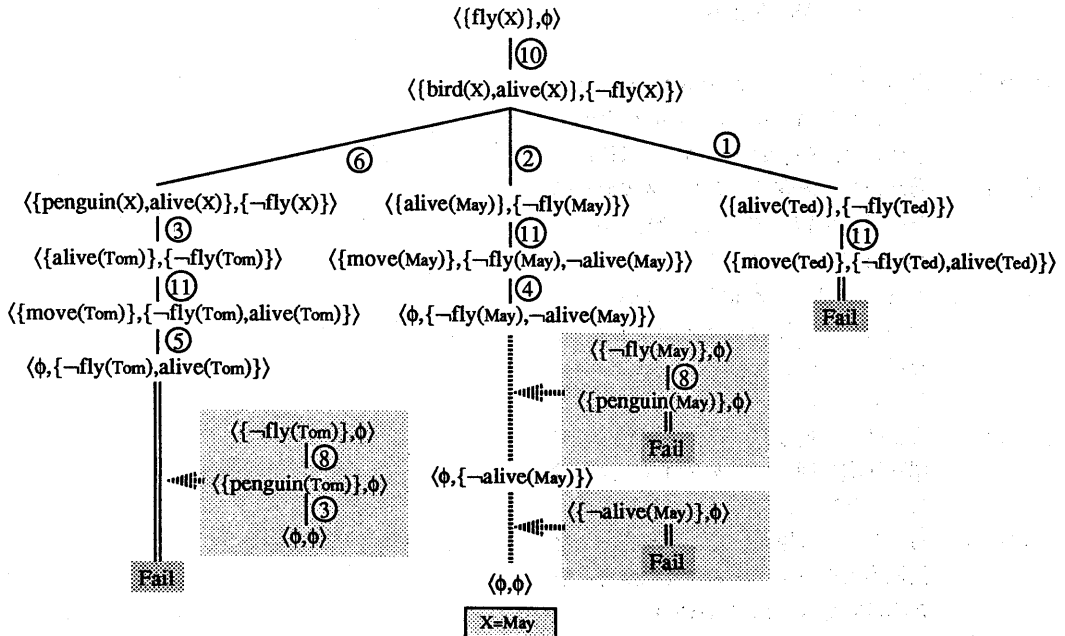 ⟨{fly(X)},ϕ⟩
⑩
⟨{bird(X),alive(X)},{¬fly(X)}⟩
⑥ ② ①
⟨{penguin(X),alive(X)},{¬fly(X)}⟩ ⟨{alive(May)},{¬fly(May)}⟩ ⟨{alive(Ted)},{¬fly(Ted)}⟩
③ ⑪ ⑪
⟨{alive(Tom)},{¬fly(Tom)}⟩ ⟨{move(May)},{¬fly(May),¬alive(May)}⟩ ⟨{move(Ted)},{¬fly(Ted),alive(Ted)}⟩
⑪ ④
⟨{move(Tom)},{¬fly(Tom),alive(Tom)}⟩ ⟨ϕ,{¬fly(May),¬alive(May)}⟩ Fail
⑤
⟨ϕ,{¬fly(Tom),alive(Tom)}⟩
⟨{¬fly(May)},ϕ⟩
⑧
⟨{penguin(May)},ϕ⟩
Fail
⟨{¬fly(Tom)},ϕ⟩
⑧
⟨{penguin(Tom)},ϕ⟩
③
⟨ϕ,ϕ⟩
Fail
⟨ϕ,{¬alive(May)}⟩
⟨{¬alive(May)},ϕ⟩
Fail
⟨ϕ,ϕ⟩
X=May